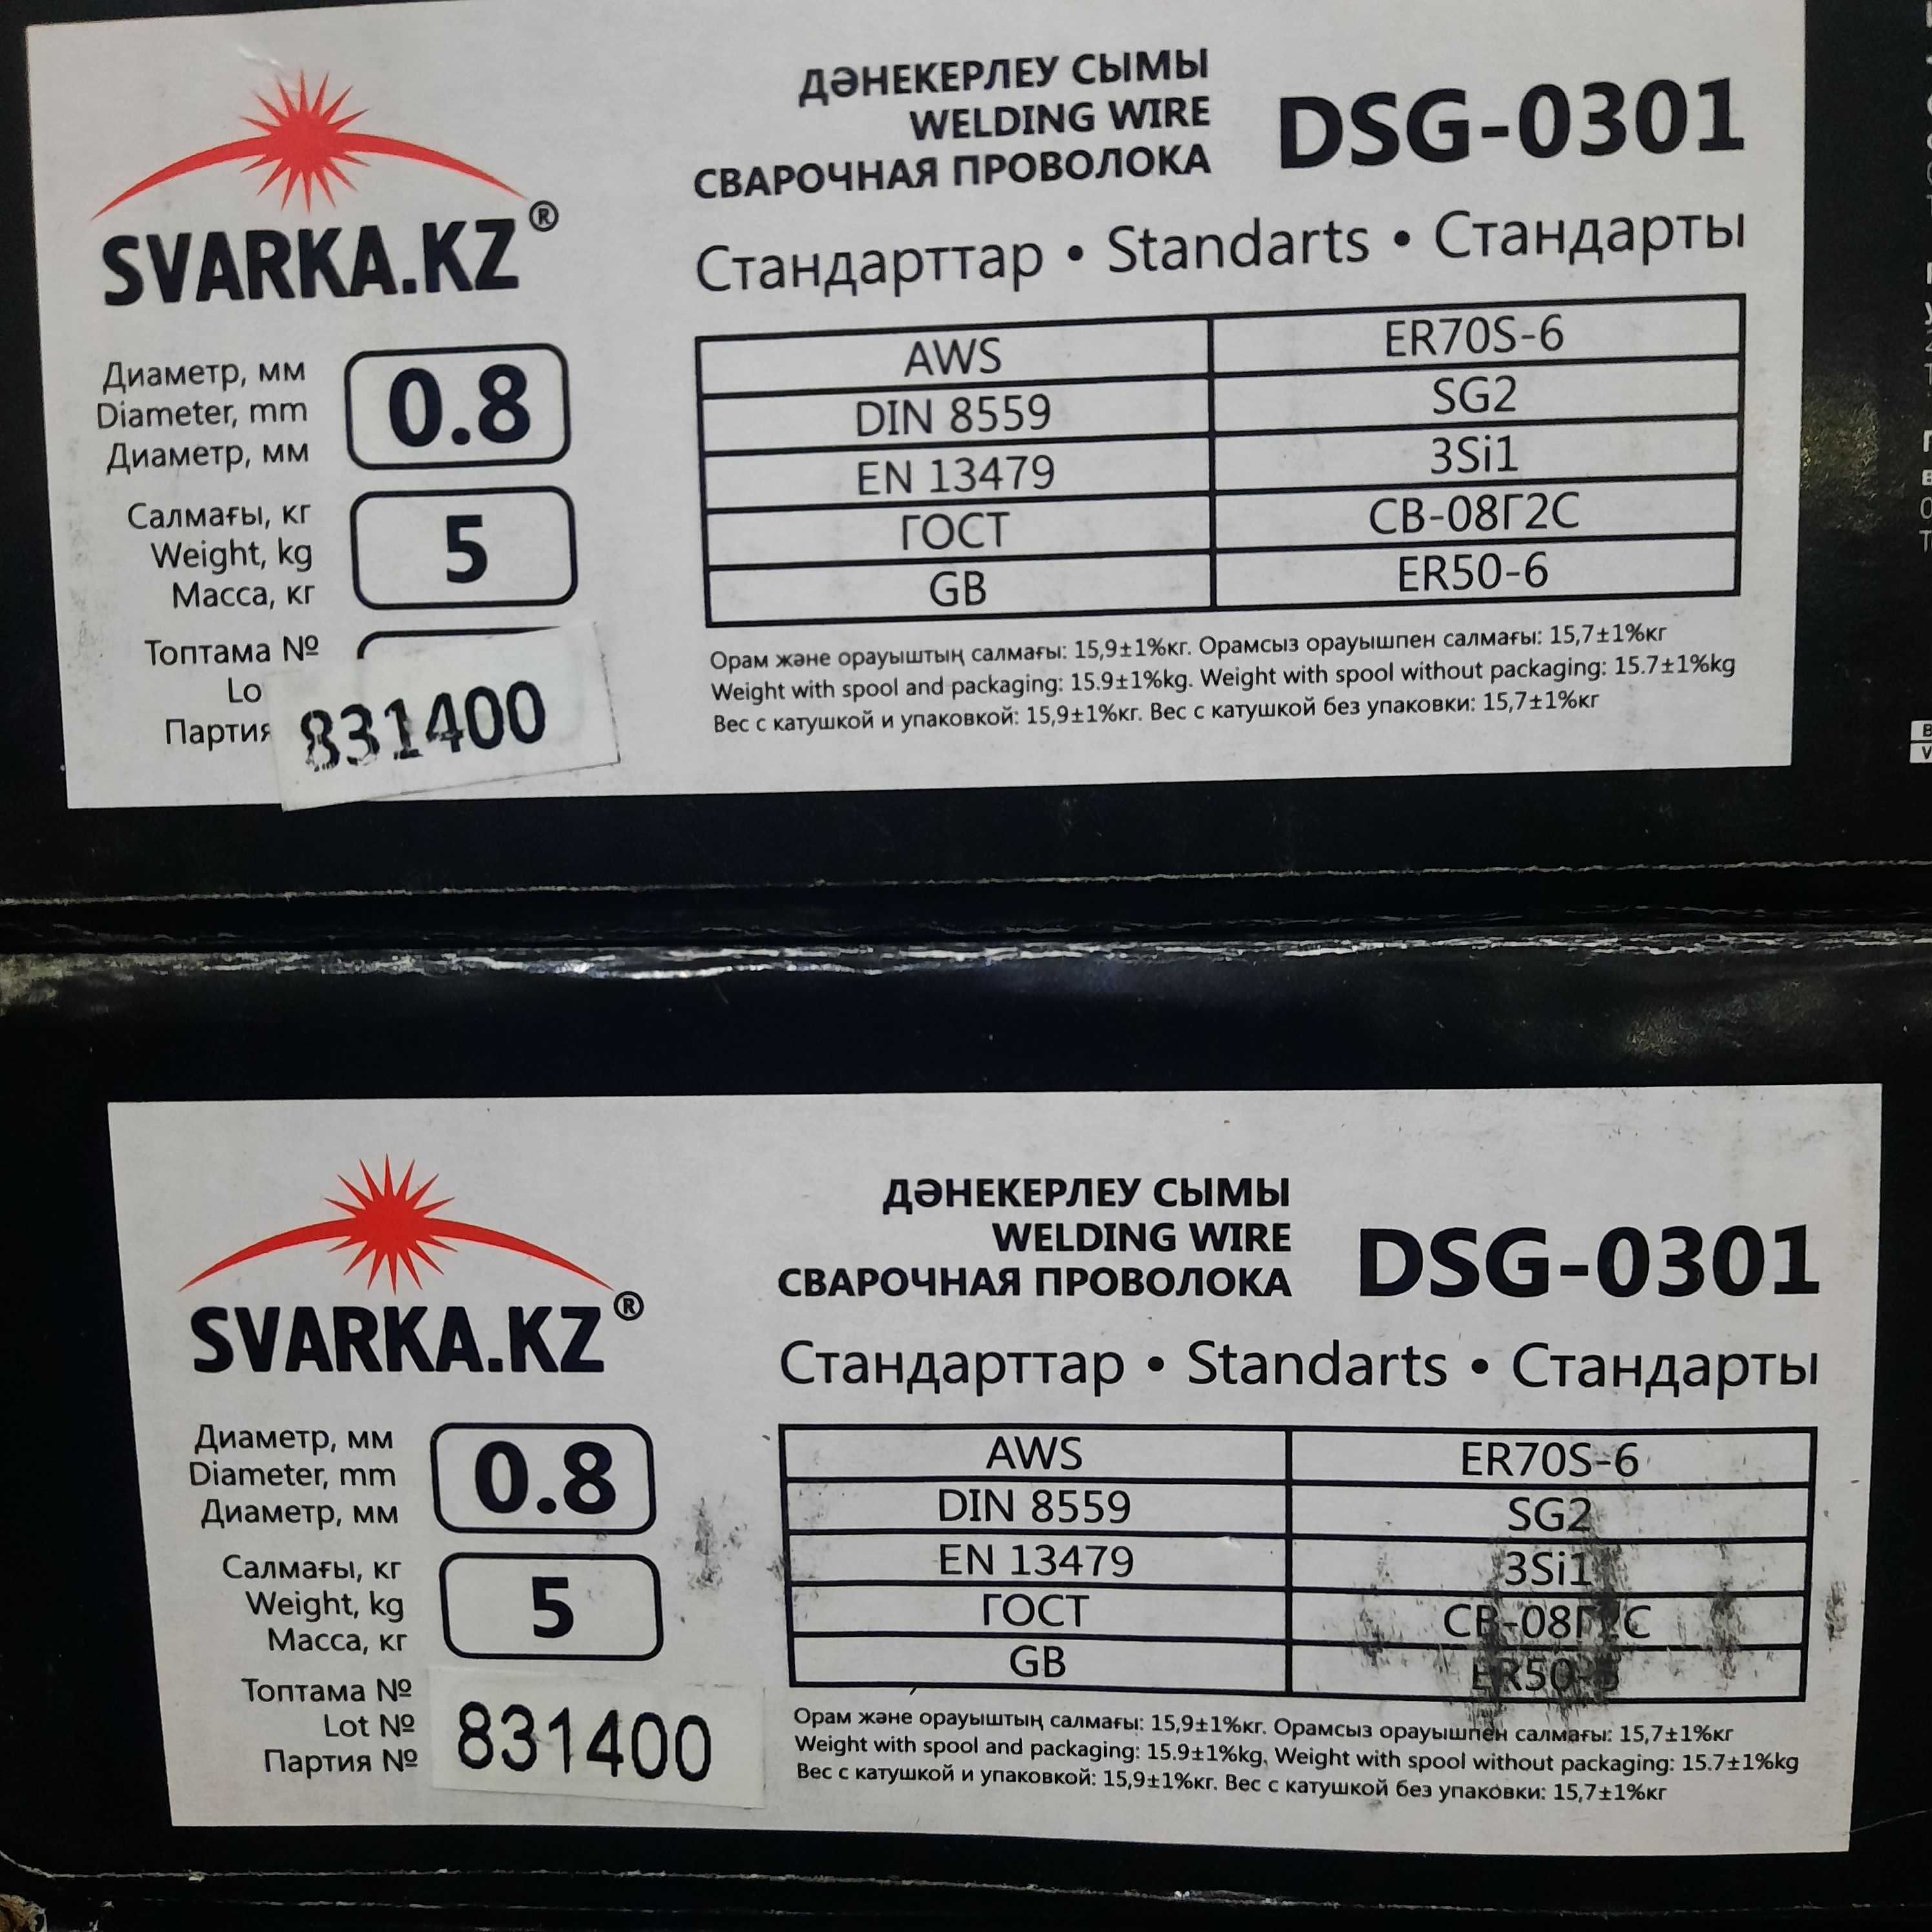 SVARKA.KZ®
ДӘНЕКЕРЛЕУ СЫМЫ
WELDING WIRE
СВАРОЧНАЯ ПРОВОЛОКА
DSG-0301
Стандарттар • Standarts • Стандарты
Диаметр, мм
Diameter, mm
Диаметр, мм
0.8
Салмағы, кг
Weight, kg
Масса, кг
5
Топтама №
Lo
Партия
831400
AWS ER70S-6
DIN 8559 SG2
EN 13479 3Si1
ГОСТ СВ-08Г2С
GB ER50-6
Орам және орауыштың салмағы: 15,9±1%кг. Орамсыз орауышпен салмағы: 15,7±1%кг
Weight with spool and packaging: 15.9±1%kg. Weight with spool without packaging: 15.7±1%kg
Вес с катушкой и упаковкой: 15,9±1%кг. Вес с катушкой без упаковки: 15,7±1%кг
SVARKA.KZ®
ДӘНЕКЕРЛЕУ СЫМЫ
WELDING WIRE
СВАРОЧНАЯ ПРОВОЛОКА
DSG-0301
Стандарттар • Standarts • Стандарты
Диаметр, мм
Diameter, mm
Диаметр, мм
0.8
Салмағы, кг
Weight, kg
Масса, кг
5
Топтама №
Lot №
Партия №
831400
AWS ER70S-6
DIN 8559 SG2
EN 13479 3Si1
ГОСТ СВ-08Г2С
GB ER50-6
Орам және орауыштың салмағы: 15,9±1%кг. Орамсыз орауышпен салмағы: 15,7±1%кг
Weight with spool and packaging: 15.9±1%kg. Weight with spool without packaging: 15.7±1%kg
Вес с катушкой и упаковкой: 15,9±1%кг. Вес с катушкой без упаковки: 15,7±1%кг